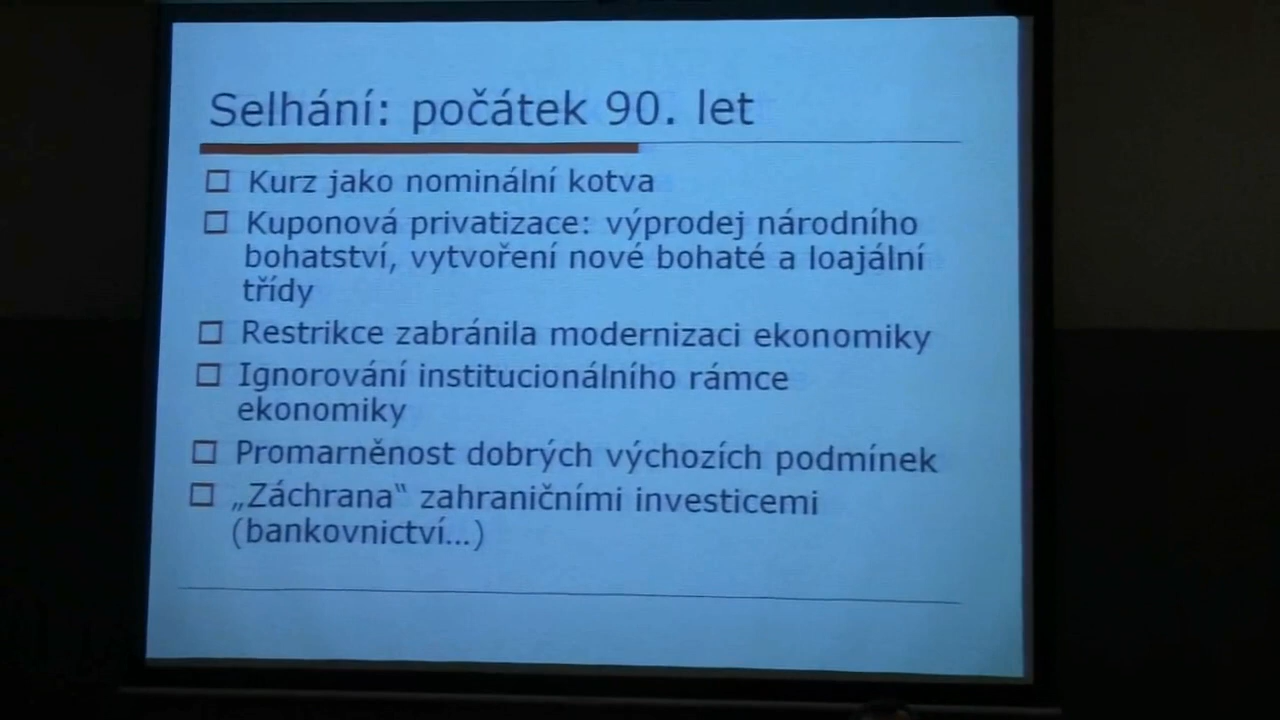 Selhání: počátek 90. let
Kurz jako nominální kotva
Kuponová privatizace: výprodej národního
bohatství, vytvoření nové bohaté a loajální
třídy
Restrikce zabránila modernizaci ekonomiky
Ignorování institucionálního rámce
ekonomiky
Promarněnost dobrých výchozích podmínek
„Záchrana‟ zahraničními investicemi
(bankovnictví…)